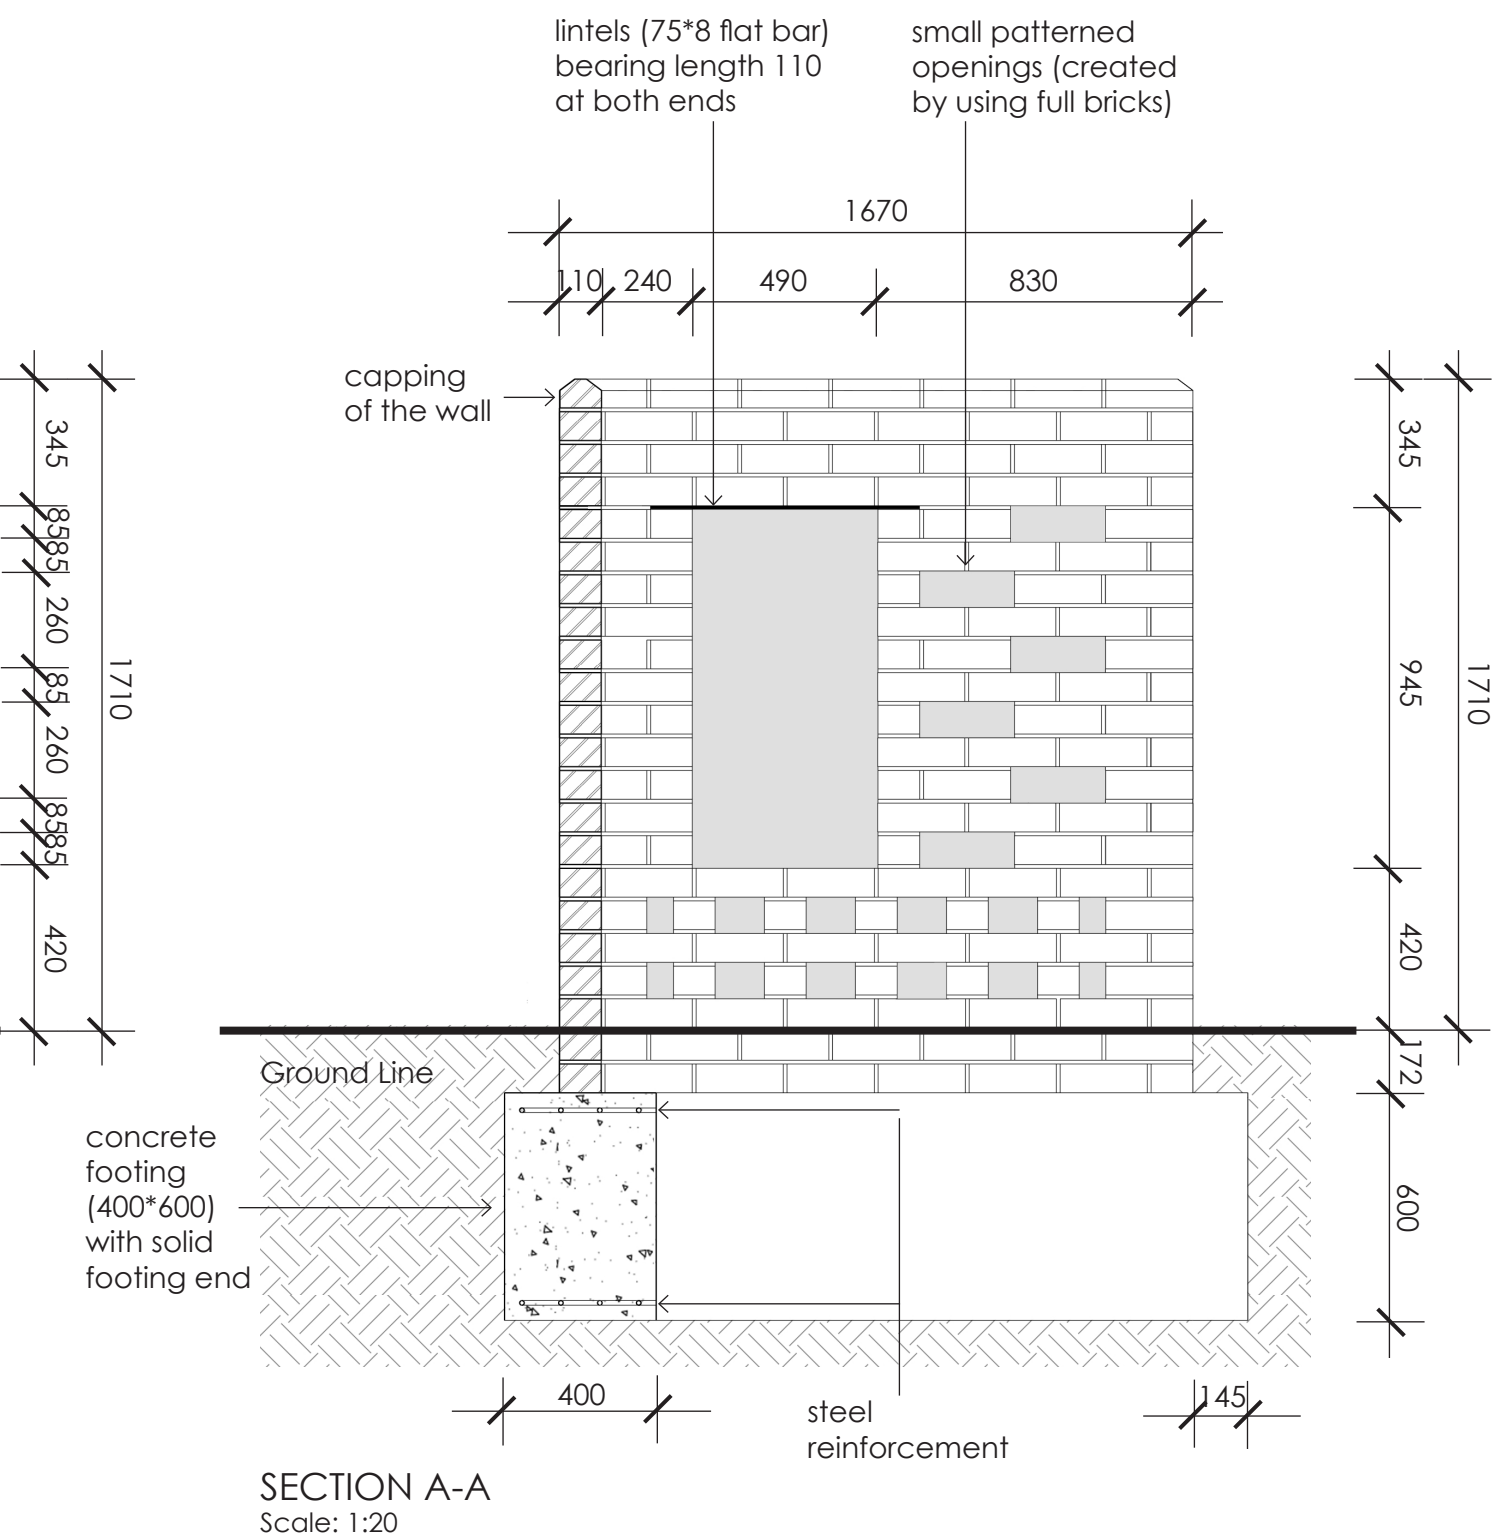 lintels (75*8 flat bar)
bearing length 110
at both ends
small patterned
openings (created
by using full bricks)
1670
110
240
490
830
capping
of the wall
345
85
85
260
85
260
85
85
420
1710
345
945
420
172
600
1710
Ground Line
concrete
footing
(400*600)
with solid
footing end
400
145
steel
reinforcement
SECTION A-A
Scale: 1:20